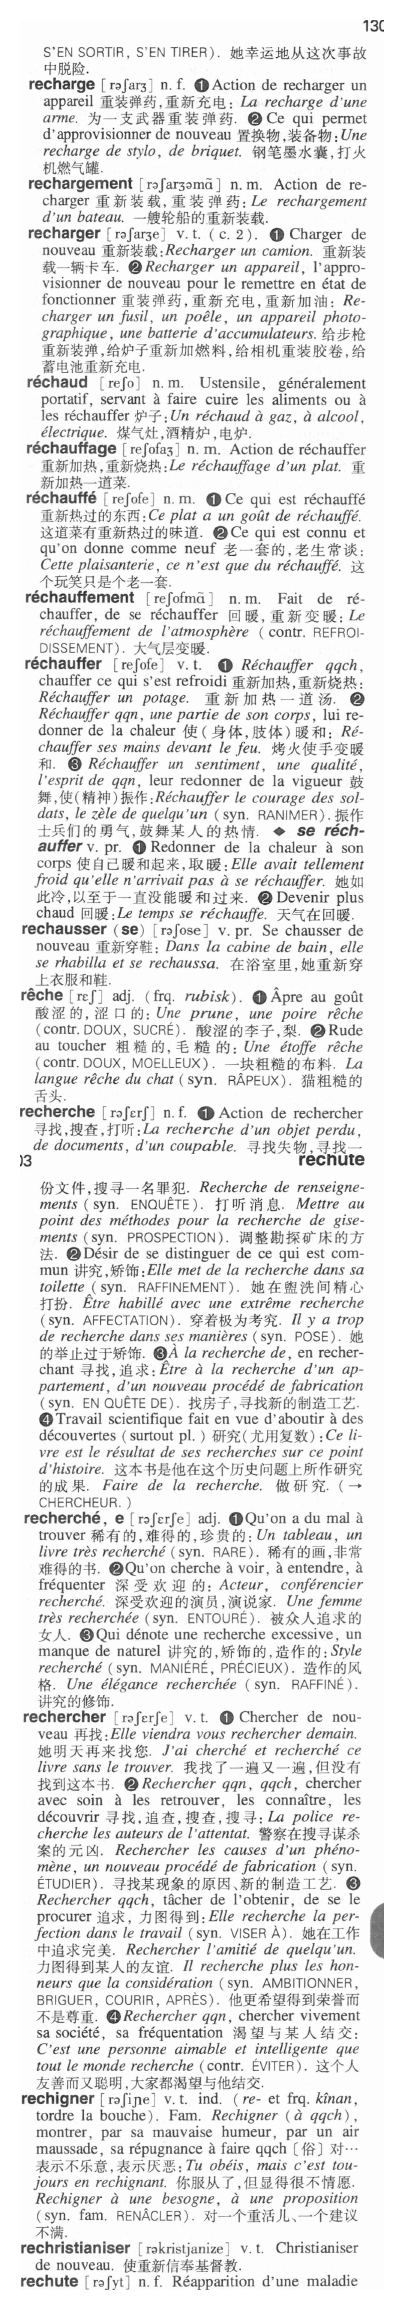 130
S'EN SORTIR, S'EN TIRER). 她幸运地从这次事故
中脱险.
recharge [rəʃarʒ] n. f. ❶ Action de recharger un
appareil 重装弹药,重新充电: La recharge d'une
arme. 为一支武器重装弹药. ❷ Ce qui permet
d'approvisionner de nouveau 置换物,装备物:Une
recharge de stylo, de briquet. 钢笔墨水囊,打火
机燃气罐.
rechargement [rəʃarʒəmɑ̃] n. m. Action de re-
charger 重新装载,重装弹药: Le rechargement
d'un bateau. 一艘轮船的重新装载.
recharger [rəʃarʒe] v. t. (c. 2). ❶ Charger de
nouveau 重新装载:Recharger un camion. 重新装
载一辆卡车. ❷ Recharger un appareil, l'appro-
visionner de nouveau pour le remettre en état de
fonctionner 重装弹药,重新充电,重新加油: Re-
charger un fusil, un poêle, un appareil photo-
graphique, une batterie d'accumulateurs. 给步枪
重新装弹,给炉子重新加燃料,给相机重装胶卷,给
蓄电池重新充电.
réchaud [reʃo] n. m. Ustensile, généralement
portatif, servant à faire cuire les aliments ou à
les réchauffer 炉子:Un réchaud à gaz, à alcool,
électrique. 煤气灶,酒精炉,电炉.
réchauffage [reʃofaʒ] n. m. Action de réchauffer
重新加热,重新烧热:Le réchauffage d'un plat. 重
新加热一道菜.
réchauffé [reʃofe] n. m. ❶ Ce qui est réchauffé
重新热过的东西:Ce plat a un goût de réchauffé.
这道菜有重新热过的味道. ❷ Ce qui est connu et
qu'on donne comme neuf 老一套的,老生常谈:
Cette plaisanterie, ce n'est que du réchauffé. 这
个玩笑只是个老一套.
réchauffement [reʃofmɑ̃] n. m. Fait de ré-
chauffer, de se réchauffer 回暖,重新变暖: Le
réchauffement de l'atmosphère (contr. REFROI-
DISSEMENT). 大气层变暖.
réchauffer [reʃofe] v. t. ❶ Réchauffer qqch,
chauffer ce qui s'est refroidi 重新加热,重新烧热:
Réchauffer un potage. 重新加热一道汤. ❷
Réchauffer qqn, une partie de son corps, lui re-
donner de la chaleur 使(身体,肢体)暖和: Ré-
chauffer ses mains devant le feu. 烤火使手变暖
和. ❸ Réchauffer un sentiment, une qualité,
l'esprit de qqn, leur redonner de la vigueur 鼓
舞,使(精神)振作:Réchauffer le courage des sol-
dats, le zèle de quelqu'un (syn. RANIMER). 振作
士兵们的勇气,鼓舞某人的热情. ◆ se réch-
auffer v. pr. ❶ Redonner de la chaleur à son
corps 使自己暖和起来,取暖:Elle avait tellement
froid qu'elle n'arrivait pas à se réchauffer. 她如
此冷,以至于一直没能暖和过来. ❷ Devenir plus
chaud 回暖:Le temps se réchauffe. 天气在回暖.
rechausser (se) [rəʃose] v. pr. Se chausser de
nouveau 重新穿鞋: Dans la cabine de bain, elle
se rhabilla et se rechaussa. 在浴室里,她重新穿
上衣服和鞋.
rêche [reʃ] adj. (frq. rubisk). ❶ Âpre au goût
酸涩的,涩口的: Une prune, une poire rêche
(contr. DOUX, SUCRÉ). 酸涩的李子,梨. ❷ Rude
au toucher 粗糙的,毛糙的: Une étoffe rêche
(contr. DOUX, MOELLEUX). 一块粗糙的布料. La
langue rêche du chat (syn. RÂPEUX). 猫粗糙的
舌头.
recherche [rəʃɛrʃ] n. f. ❶ Action de rechercher
寻找,搜查,打听:La recherche d'un objet perdu,
de documents, d'un coupable. 寻找失物,寻找一
03 rechute
份文件,搜寻一名罪犯. Recherche de renseigne-
ments (syn. ENQUÊTE). 打听消息. Mettre au
point des méthodes pour la recherche de gise-
ments (syn. PROSPECTION). 调整勘探矿床的方
法. ❷ Désir de se distinguer de ce qui est com-
mun 讲究,矫饰:Elle met de la recherche dans sa
toilette (syn. RAFFINEMENT). 她在盥洗间精心
打扮. Être habillé avec une extrême recherche
(syn. AFFECTATION). 穿着极为考究. Il y a trop
de recherche dans ses manières (syn. POSE). 她
的举止过于矫饰. ❸ À la recherche de, en recher-
chant 寻找,追求:Être à la recherche d'un ap-
partement, d'un nouveau procédé de fabrication
(syn. EN QUÊTE DE). 找房子,寻找新的制造工艺.
❹ Travail scientifique fait en vue d'aboutir à des
découvertes (surtout pl.) 研究(尤用复数):Ce li-
vre est le résultat de ses recherches sur ce point
d'histoire. 这本书是他在这个历史问题上所作研究
的成果. Faire de la recherche. 做研究. (→
CHERCHEUR.)
recherché, e [rəʃɛrʃe] adj. ❶ Qu'on a du mal à
trouver 稀有的,难得的,珍贵的: Un tableau, un
livre très recherché (syn. RARE). 稀有的画,非常
难得的书. ❷ Qu'on cherche à voir, à entendre, à
fréquenter 深受欢迎的: Acteur, conférencier
recherché. 深受欢迎的演员,演说家. Une femme
très recherchée (syn. ENTOURÉ). 被众人追求的
女人. ❸ Qui dénote une recherche excessive, un
manque de naturel 讲究的,矫饰的,造作的:Style
recherché (syn. MANIÉRÉ, PRÉCIEUX). 造作的风
格. Une élégance recherchée (syn. RAFFINÉ).
讲究的修饰.
rechercher [rəʃɛrʃe] v. t. ❶ Chercher de nou-
veau 再找:Elle viendra vous rechercher demain.
她明天再来找您. J'ai cherché et recherché ce
livre sans le trouver. 我找了一遍又一遍,但没有
找到这本书. ❷ Rechercher qqn, qqch, chercher
avec soin à les retrouver, les connaître, les
découvrir 寻找,追查,搜查,搜寻: La police re-
cherche les auteurs de l'attentat. 警察在搜寻谋杀
案的元凶. Rechercher les causes d'un phéno-
mène, un nouveau procédé de fabrication (syn.
ÉTUDIER). 寻找某现象的原因、新的制造工艺. ❸
Rechercher qqch, tâcher de l'obtenir, de se le
procurer 追求, 力图得到:Elle recherche la per-
fection dans le travail (syn. VISER À). 她在工作
中追求完美. Rechercher l'amitié de quelqu'un.
力图得到某人的友谊. Il recherche plus les hon-
neurs que la considération (syn. AMBITIONNER,
BRIGUER, COURIR, APRÈS). 他更希望得到荣誉而
不是尊重. ❹ Rechercher qqn, chercher vivement
sa société, sa fréquentation 渴望与某人结交:
C'est une personne aimable et intelligente que
tout le monde recherche (contr. ÉVITER). 这个人
友善而又聪明,大家都渴望与他结交.
rechigner [rəʃiɲe] v. t. ind. (re- et frq. kînan,
tordre la bouche). Fam. Rechigner (à qqch),
montrer, par sa mauvaise humeur, par un air
maussade, sa répugnance à faire qqch [俗] 对…
表示不乐意,表示厌恶:Tu obéis, mais c'est tou-
jours en rechignant. 你服从了,但显得很不情愿.
Rechigner à une besogne, à une proposition
(syn. fam. RENÂCLER). 对一个重活儿、一个建议
不满.
rechristianiser [rəkristjanize] v. t. Christianiser
de nouveau. 使重新信奉基督教.
rechute [rəʃyt] n. f. Réapparition d'une maladie